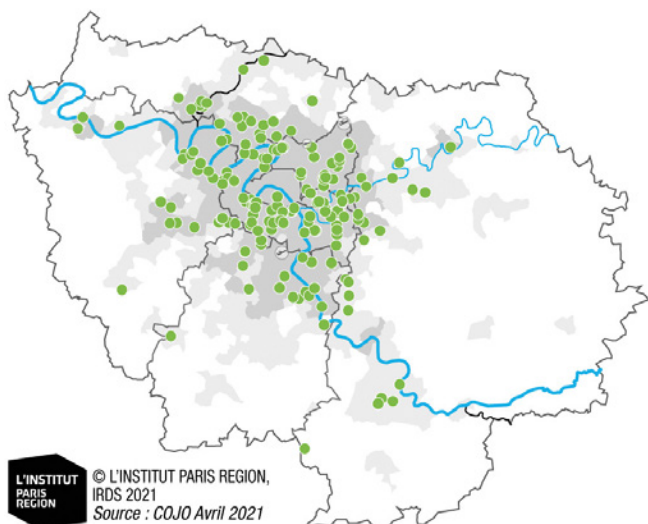 L'INSTITUT
PARIS
REGION
© L'INSTITUT PARIS REGION,
IRDS 2021
Source : COJO Avril 2021